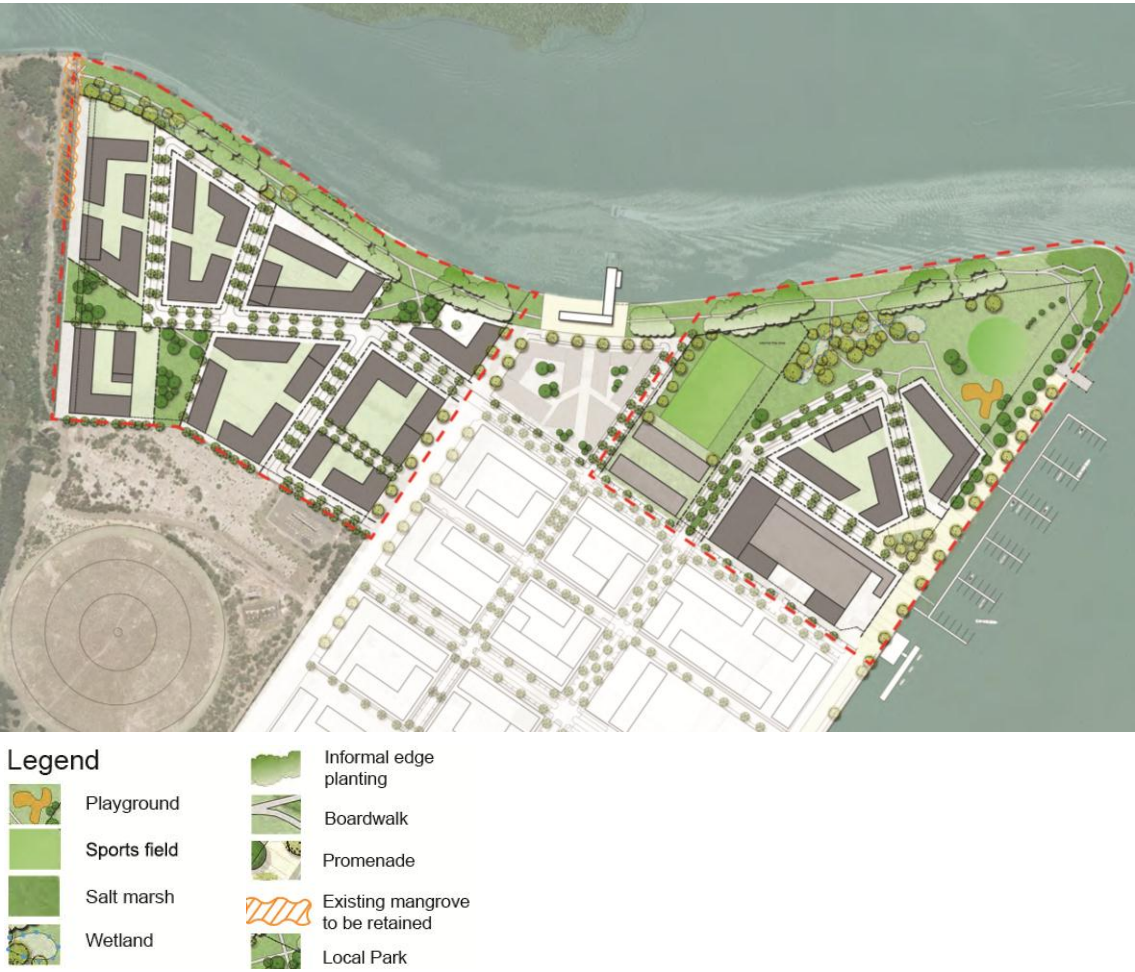 Legend
Playground
Sports field
Salt marsh
Wetland
Informal edge
planting
Boardwalk
Promenade
Existing mangrove
to be retained
Local Park